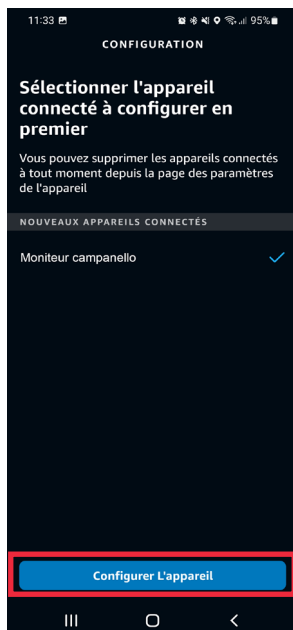 11:33 95%
CONFIGURATION
Sélectionner l'appareil
connecté à configurer en
premier
Vous pouvez supprimer les appareils connectés
à tout moment depuis la page des paramètres
de l'appareil
NOUVEAUX APPAREILS CONNECTÉS
Moniteur campanello
Configurer L'appareil